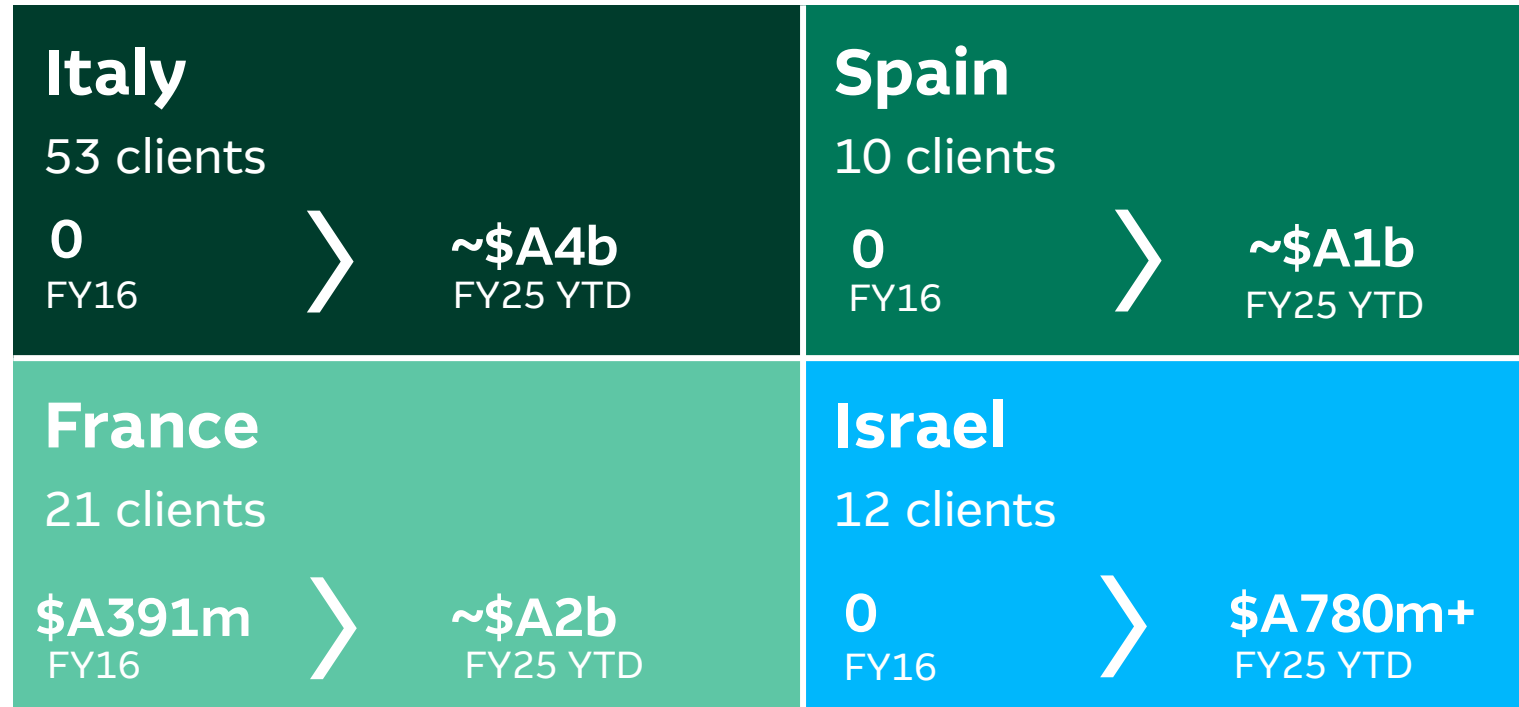 Italy
53 clients
0
FY16
~$A4b
FY25 YTD
Spain
10 clients
0
FY16
~$A1b
FY25 YTD
France
21 clients
$A391m
FY16
~$A2b
FY25 YTD
Israel
12 clients
0
FY16
$A780m+
FY25 YTD